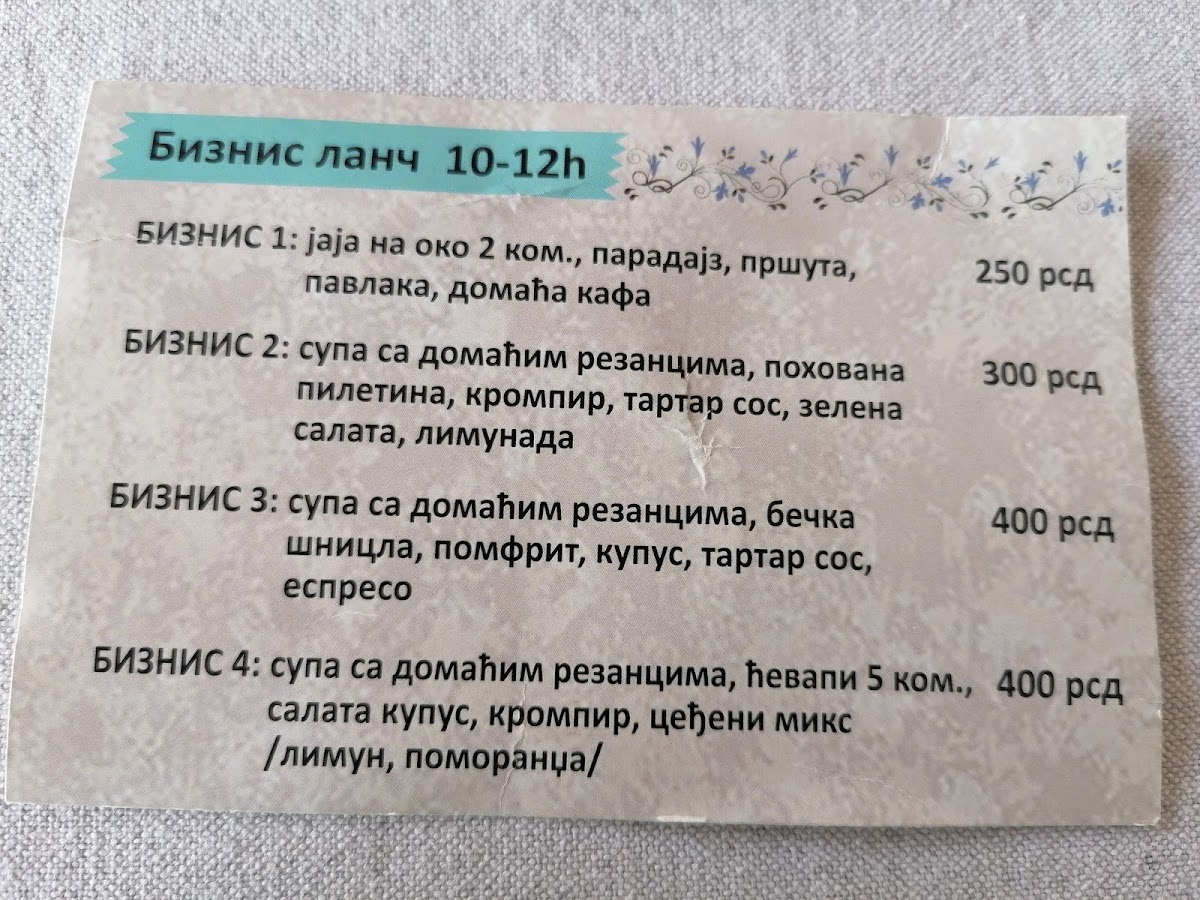 Бизнис ланч 10-12h
БИЗНИС 1: јаја на око 2 ком., парадајз, пршута, 250 рсд
павлака, домаћа кафа
БИЗНИС 2: супа са домаћим резанцима, похована 300 рсд
пилетина, кромпир, тартар сос, зелена
салата, лимунада
БИЗНИС 3: супа са домаћим резанцима, бечка 400 рсд
шницла, помфрит, купус, тартар сос,
еспресо
БИЗНИС 4: супа са домаћим резанцима, ћевапи 5 ком., 400 рсд
салата купус, кромпир, цеђени микс
/лимун, поморанџа/